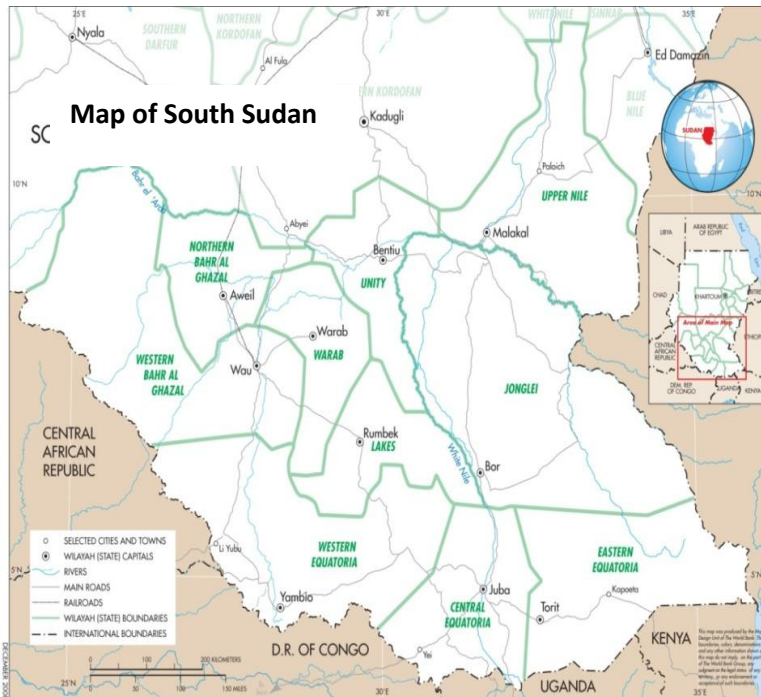 25°E
30°E
35°E
Nyala
SOUTHERN
DARFUR
NORTHERN
KORDOFAN
WHITE NILE
SINNAR
Al Fula
Ed Damazin
Map of South Sudan
RN KORDOFAN
Kadugli
BLUE
NILE
SUDAN
Paloich
10°N
10°N
Bahr el 'Arab
UPPER NILE
Abyei
Malakal
NORTHERN
BAHR AL
GHAZAL
Bentiu
UNITY
Aweil
Warab
WARAB
WESTERN
BAHR AL
GHAZAL
Wau
JONGLEI
LIBYA
ARAB REPUBLIC
OF EGYPT
CHAD
KHARTOUM
Area of Main Map
CENTRAL
AFRICAN
REPUBLIC
DEM. REP.
OF CONGO
UGANDA
KENYA
CENTRAL
AFRICAN
REPUBLIC
Rumbek
LAKES
White Nile
Bor
SELECTED CITIES AND TOWNS
WILAYAH (STATE) CAPITALS
RIVERS
MAIN ROADS
RAILROADS
WILAYAH (STATE) BOUNDARIES
INTERNATIONAL BOUNDARIES
Li Yubu
WESTERN
EQUATORIA
EASTERN
EQUATORIA
5°N
5°N
Yambio
Juba
CENTRAL
EQUATORIA
Torit
Kapoeta
Yei
D.R. OF CONGO
KENYA
UGANDA
0
100
200 KILOMETERS
0
50
100
150 MILES
25°E
30°E
35°E